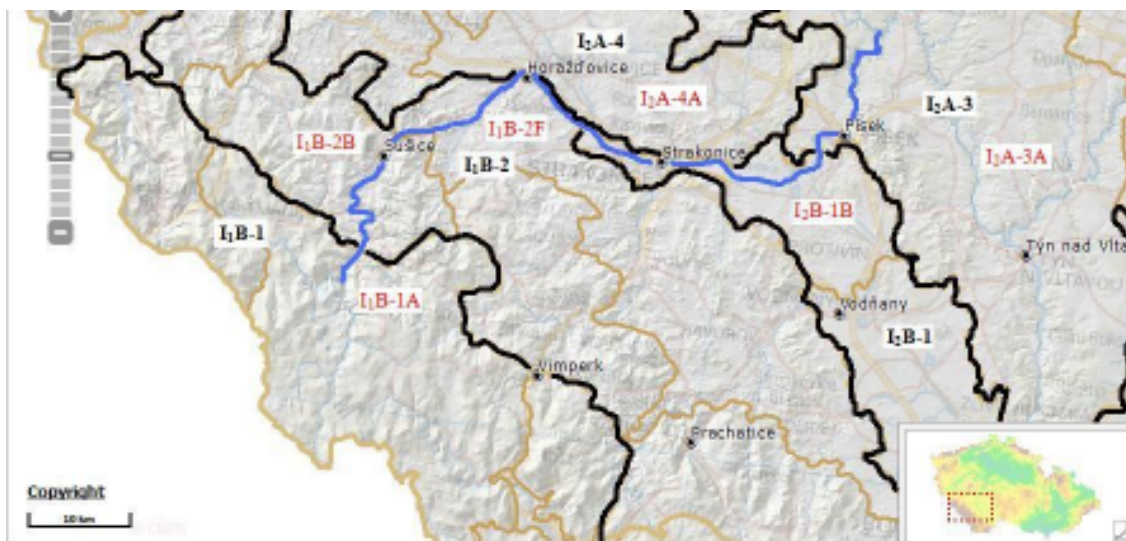 I₂A-4
Horažďovice
I₂A-4A
I₂A-3
I₁B-2B
I₁B-2F
Písek
Sušice
I₁B-2
Strakonice
I₂A-3A
I₂B-1B
I₁B-1
Týn nad Vlta
I₁B-1A
Vodňany
I₂B-1
Vimperk
Prachatice
Copyright
10 km